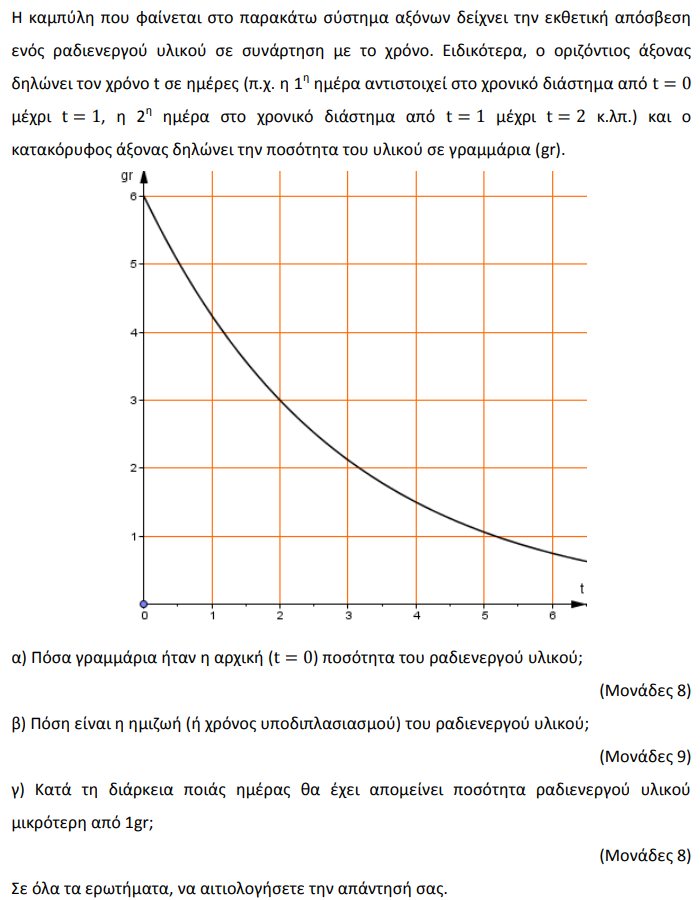 Η καμπύλη που φαίνεται στο παρακάτω σύστημα αξόνων δείχνει την εκθετική απόσβεση
ενός ραδιενεργού υλικού σε συνάρτηση με το χρόνο. Ειδικότερα, ο οριζόντιος άξονας
δηλώνει τον χρόνο t σε ημέρες (π.χ. η 1η ημέρα αντιστοιχεί στο χρονικό διάστημα από t = 0
μέχρι t = 1, η 2η ημέρα στο χρονικό διάστημα από t = 1 μέχρι t = 2 κ.λπ.) και ο
κατακόρυφος άξονας δηλώνει την ποσότητα του υλικού σε γραμμάρια (gr).
gr
6
5
4
3
2
1
t
0 1 2 3 4 5 6
α) Πόσα γραμμάρια ήταν η αρχική (t = 0) ποσότητα του ραδιενεργού υλικού;
(Μονάδες 8)
β) Πόση είναι η ημιζωή (ή χρόνος υποδιπλασιασμού) του ραδιενεργού υλικού;
(Μονάδες 9)
γ) Κατά τη διάρκεια ποιάς ημέρας θα έχει απομείνει ποσότητα ραδιενεργού υλικού
μικρότερη από 1gr;
(Μονάδες 8)
Σε όλα τα ερωτήματα, να αιτιολογήσετε την απάντησή σας.